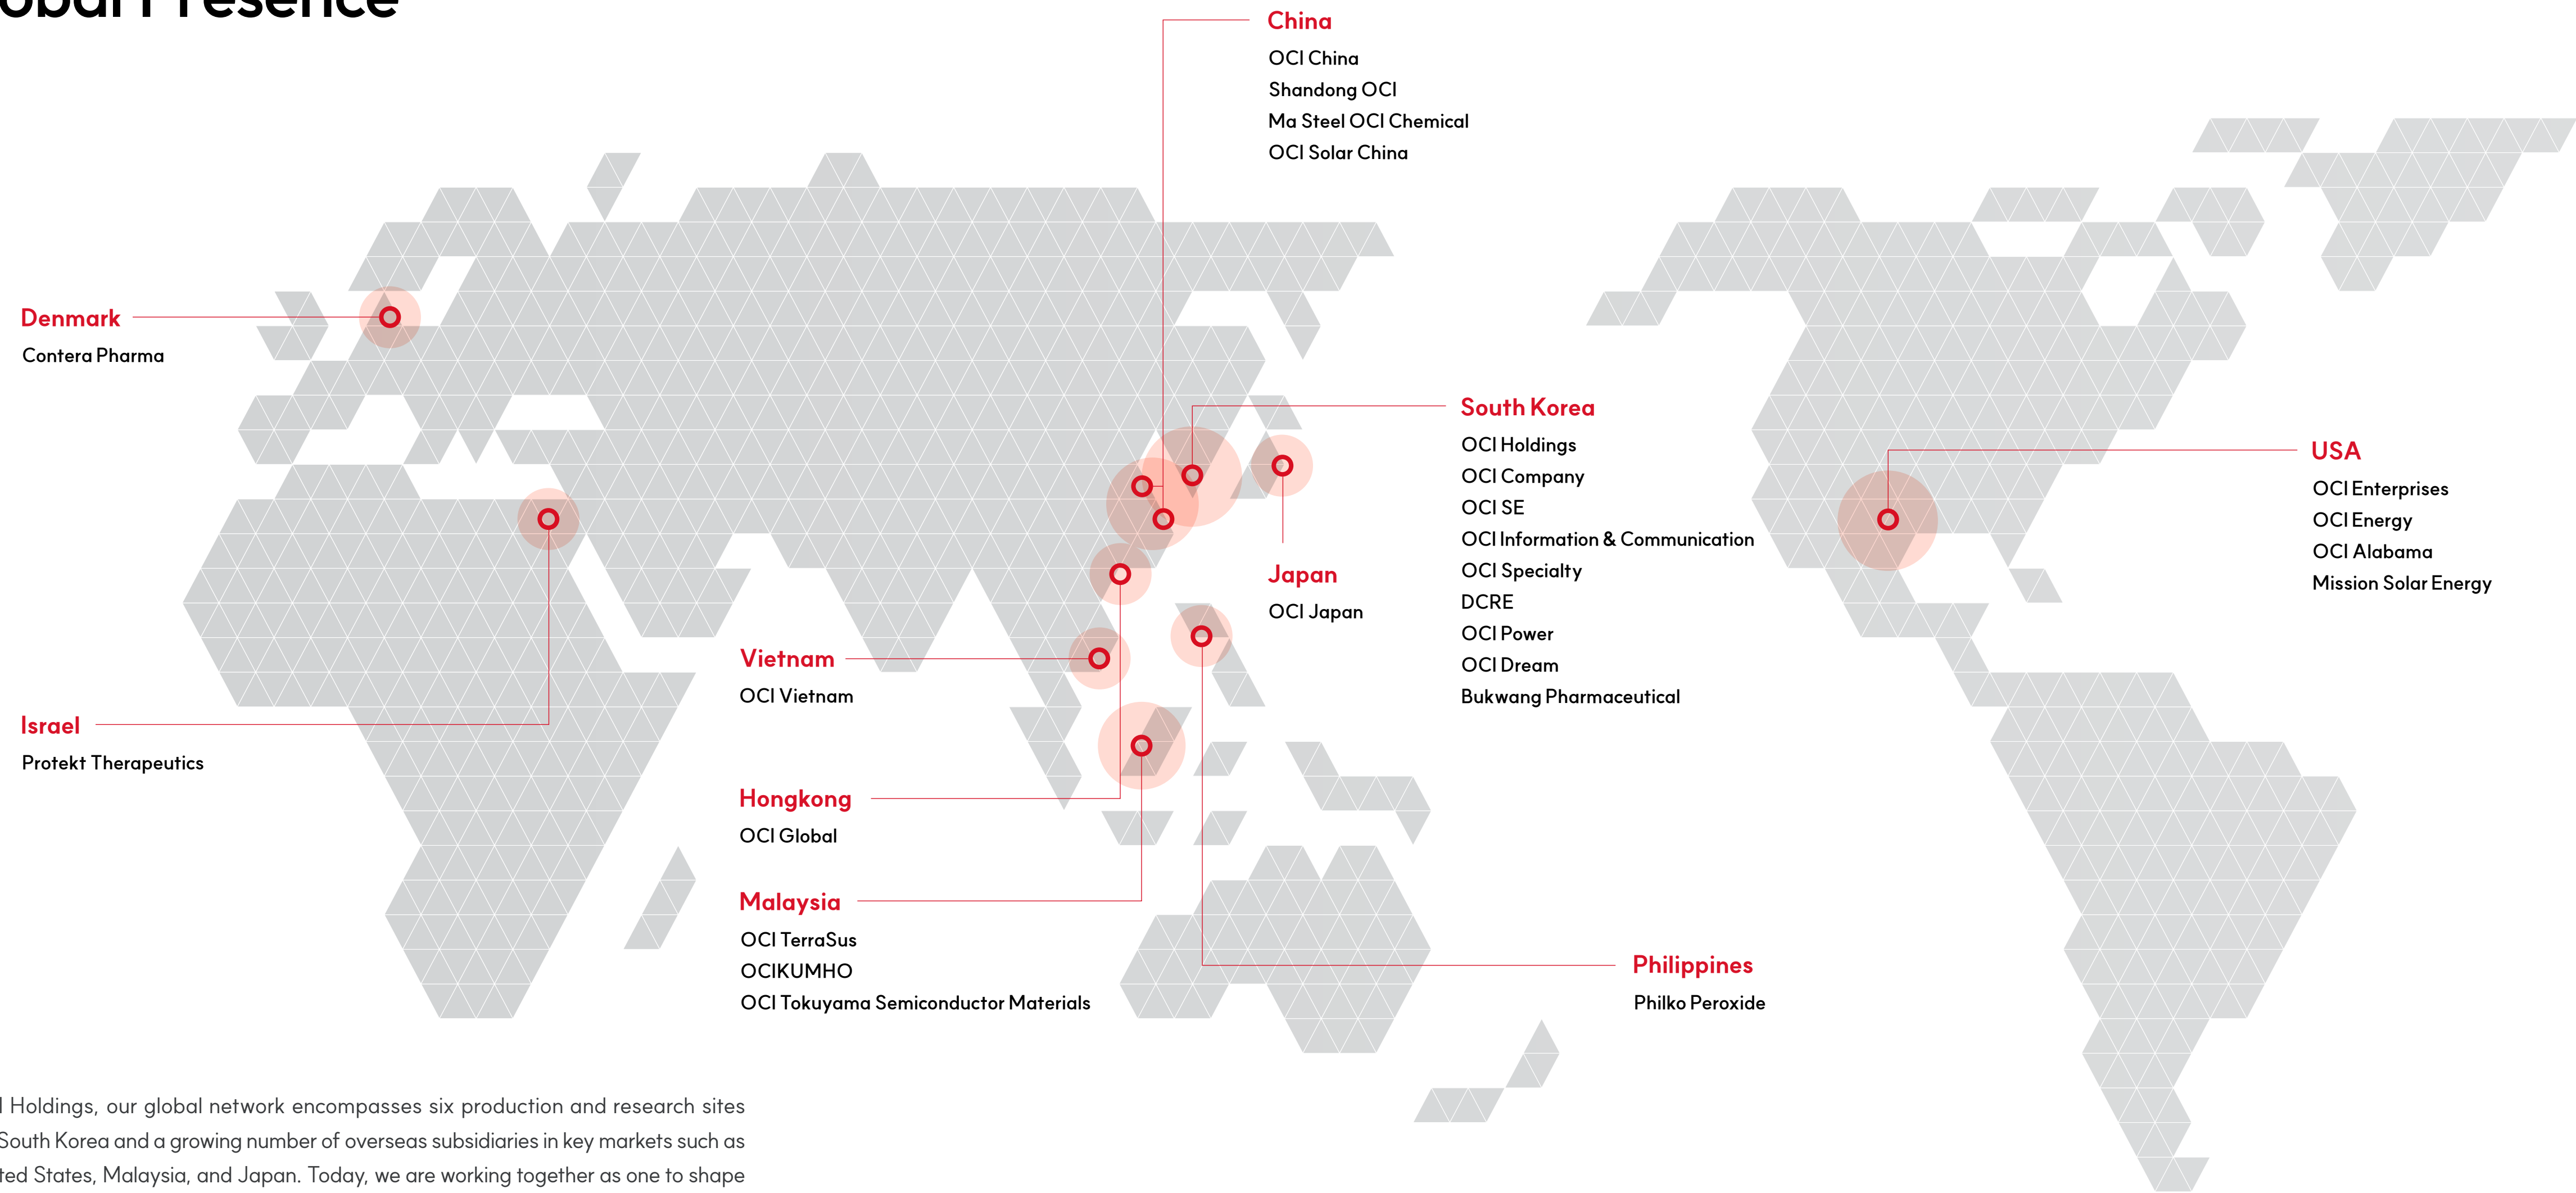 obal Presence
China
OCI China
Shandong OCI
Ma Steel OCI Chemical
OCI Solar China
Denmark
Contera Pharma
South Korea
OCI Holdings
OCI Company
OCI SE
OCI Information & Communication
OCI Specialty
DCRE
OCI Power
OCI Dream
Bukwang Pharmaceutical
USA
OCI Enterprises
OCI Energy
OCI Alabama
Mission Solar Energy
Japan
OCI Japan
Vietnam
OCI Vietnam
Israel
Protekt Therapeutics
Hongkong
OCI Global
Malaysia
OCI TerraSus
OCIKUMHO
OCI Tokuyama Semiconductor Materials
Philippines
Philko Peroxide
Holdings, our global network encompasses six production and research sites
South Korea and a growing number of overseas subsidiaries in key markets such as
ted States, Malaysia, and Japan. Today, we are working together as one to shape